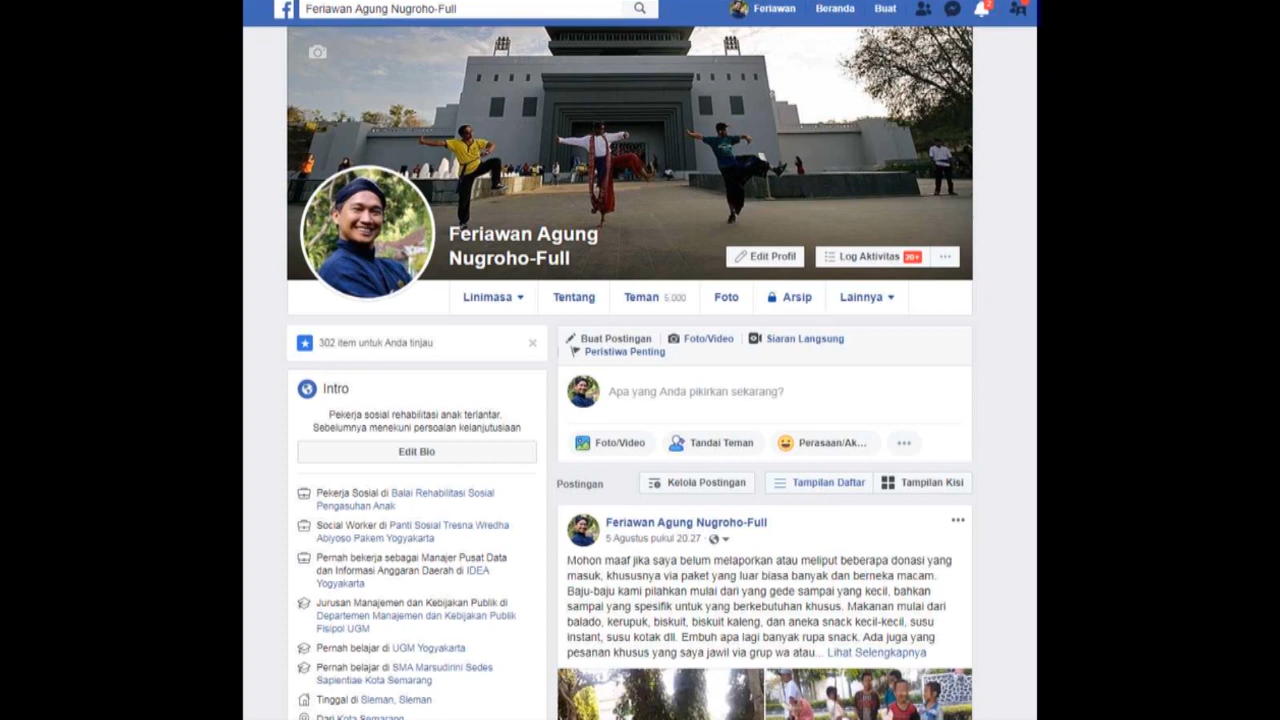 Feriawan Agung Nugroho-Full
Feriawan
Beranda
Buat
2
Feriawan Agung
Nugroho-Full
Edit Profil
Log Aktivitas 20+
Linimasa
Tentang
Teman 5.000
Foto
Arsip
Lainnya
302 item untuk Anda tinjau
Buat Postingan
Foto/Video
Siaran Langsung
Peristiwa Penting
Intro
Pekerja sosial rehabilitasi anak terlantar.
Sebelumnya menekuni persoalan kelanjutusiaan
Edit Bio
Apa yang Anda pikirkan sekarang?
Foto/Video
Tandai Teman
Perasaan/Ak...
Postingan
Kelola Postingan
Tampilan Daftar
Tampilan Kisi
Pekerja Sosial di Balai Rehabilitasi Sosial
Pengasuhan Anak
Social Worker di Panti Sosial Tresna Wredha
Abiyoso Pakem Yogyakarta
Pernah bekerja sebagai Manajer Pusat Data
dan Informasi Anggaran Daerah di IDEA
Yogyakarta
Jurusan Manajemen dan Kebijakan Publik di
Departemen Manajemen dan Kebijakan Publik
Fisipol UGM
Pernah belajar di UGM Yogyakarta
Pernah belajar di SMA Marsudirini Sedes
Sapientiae Kota Semarang
Tinggal di Sleman, Sleman
Dari Kota Semarang
Feriawan Agung Nugroho-Full
5 Agustus pukul 20.27
Mohon maaf jika saya belum melaporkan atau meliput beberapa donasi yang
masuk, khususnya via paket yang luar biasa banyak dan berneka macam.
Baju-baju kami pilahkan mulai dari yang gede sampai yang kecil, bahkan
sampai yang spesifik untuk yang berkebutuhan khusus. Makanan mulai dari
balado, kerupuk, biskuit, biskuit kaleng, dan aneka snack kecil-kecil, susu
instant, susu kotak dll. Embuh apa lagi banyak rupa snack. Ada juga yang
pesanan khusus yang saya jawil via grup wa atau... Lihat Selengkapnya